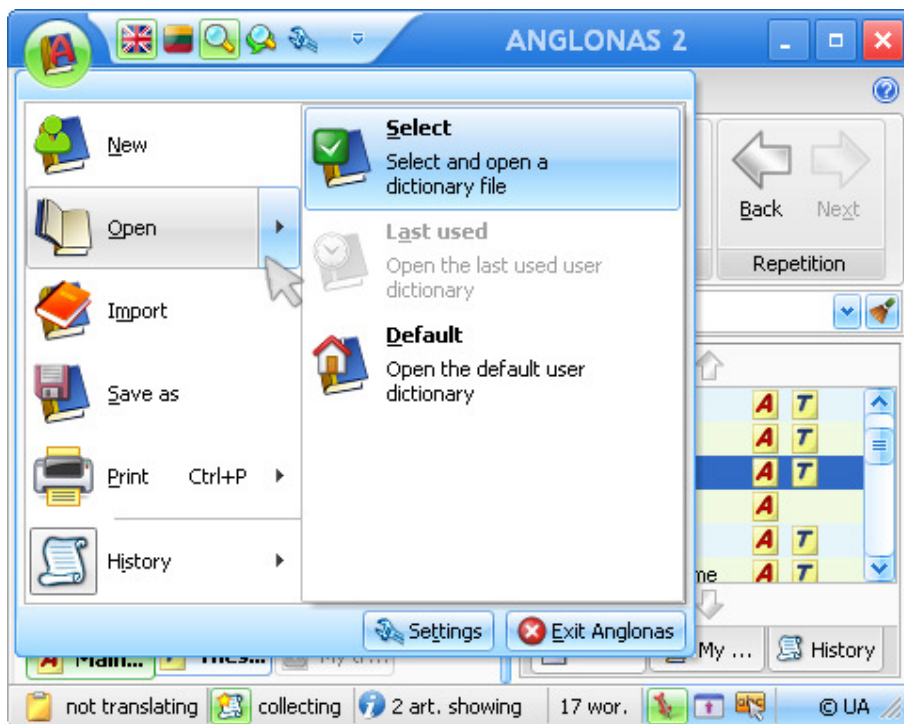 ANGLONAS 2
New
Open
Import
Save as
Print Ctrl+P
History
Select
Select and open a
dictionary file
Last used
Open the last used user
dictionary
Default
Open the default user
dictionary
Back Next
Repetition
A T
A T
A T
A
A T
A T
Settings
Exit Anglonas
Main...
My ...
History
not translating
collecting
2 art. showing
17 wor.
abc
© UA